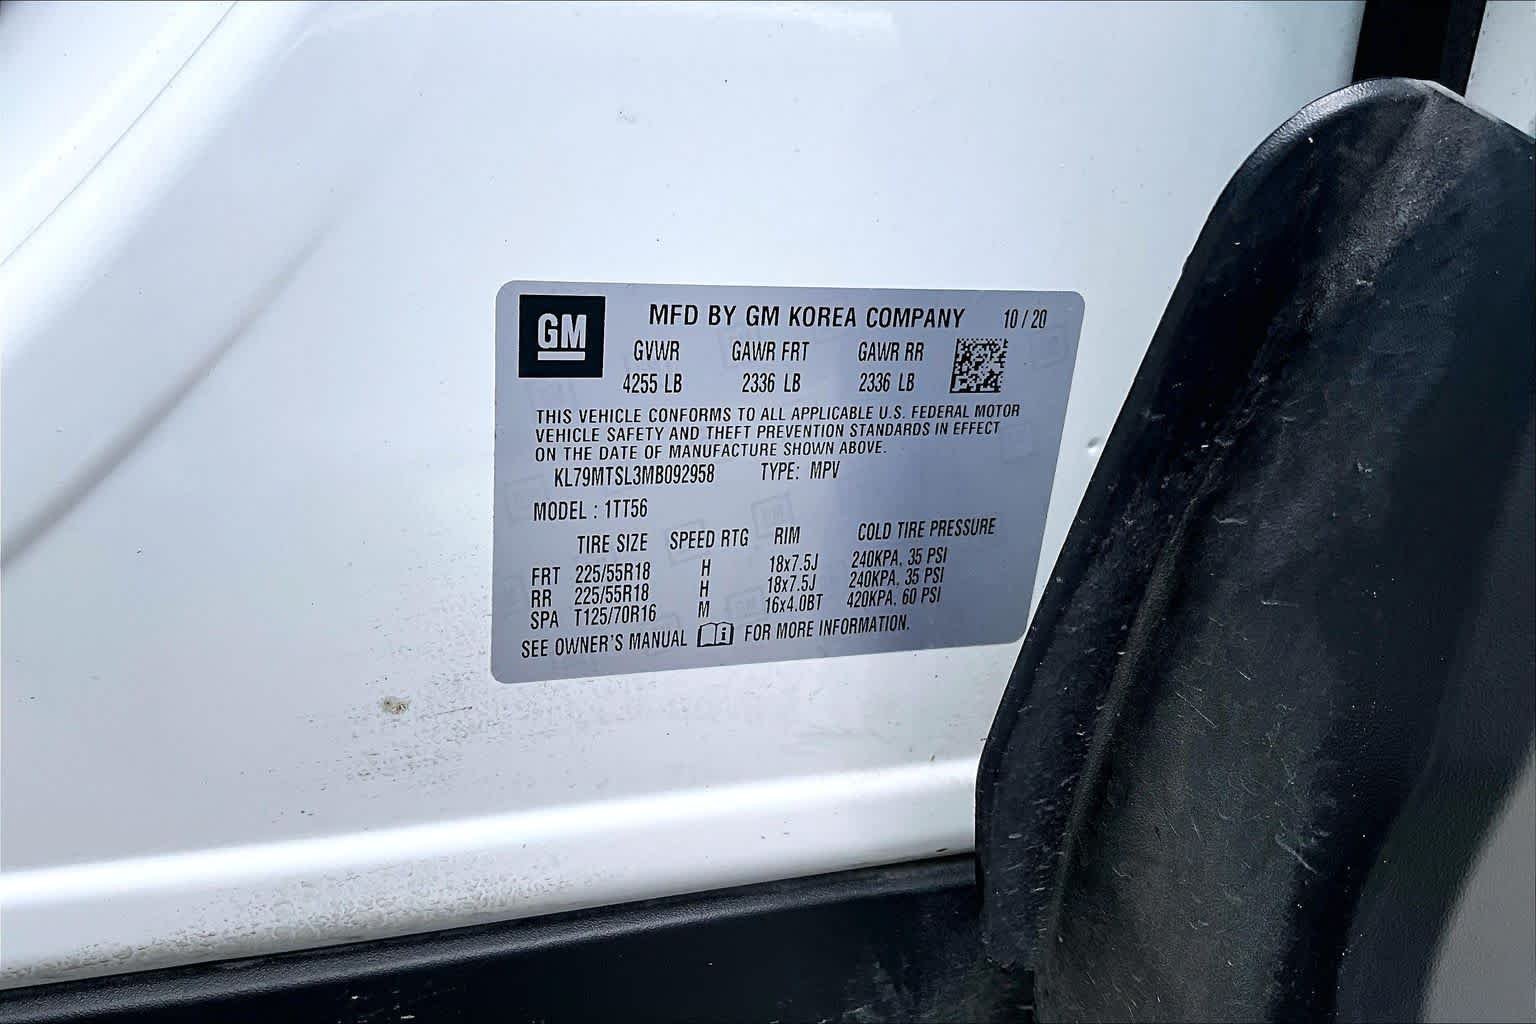 GM MFD BY GM KOREA COMPANY 10 / 20
GVWR GAWR FRT GAWR RR
4255 LB 2336 LB 2336 LB
THIS VEHICLE CONFORMS TO ALL APPLICABLE U.S. FEDERAL MOTOR
VEHICLE SAFETY AND THEFT PREVENTION STANDARDS IN EFFECT
ON THE DATE OF MANUFACTURE SHOWN ABOVE.
KL79MTSL3MB092958 TYPE: MPV
MODEL : 1TT56
TIRE SIZE SPEED RTG RIM COLD TIRE PRESSURE
FRT 225/55R18 H 18x7.5J 240KPA, 35 PSI
RR 225/55R18 H 18x7.5J 240KPA, 35 PSI
SPA T125/70R16 M 16x4.0BT 420KPA, 60 PSI
SEE OWNER'S MANUAL i FOR MORE INFORMATION.